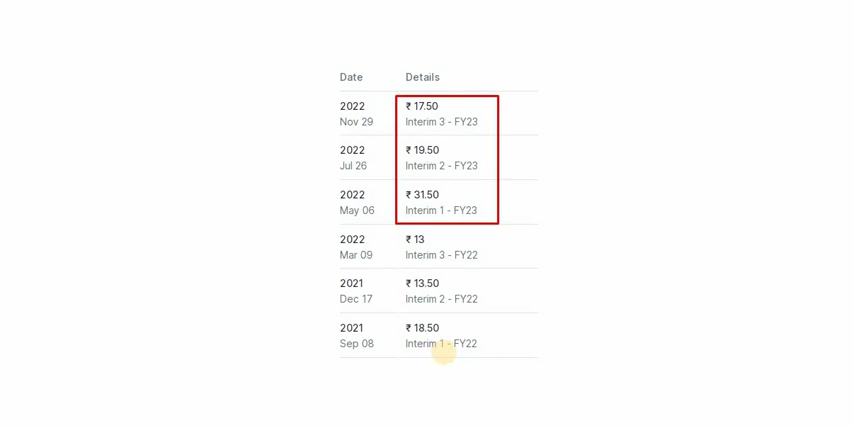 Date Details
2022 ₹ 17.50
Nov 29 Interim 3 - FY23
2022 ₹ 19.50
Jul 26 Interim 2 - FY23
2022 ₹ 31.50
May 06 Interim 1 - FY23
2022 ₹ 13
Mar 09 Interim 3 - FY22
2021 ₹ 13.50
Dec 17 Interim 2 - FY22
2021 ₹ 18.50
Sep 08 Interim 1 - FY22